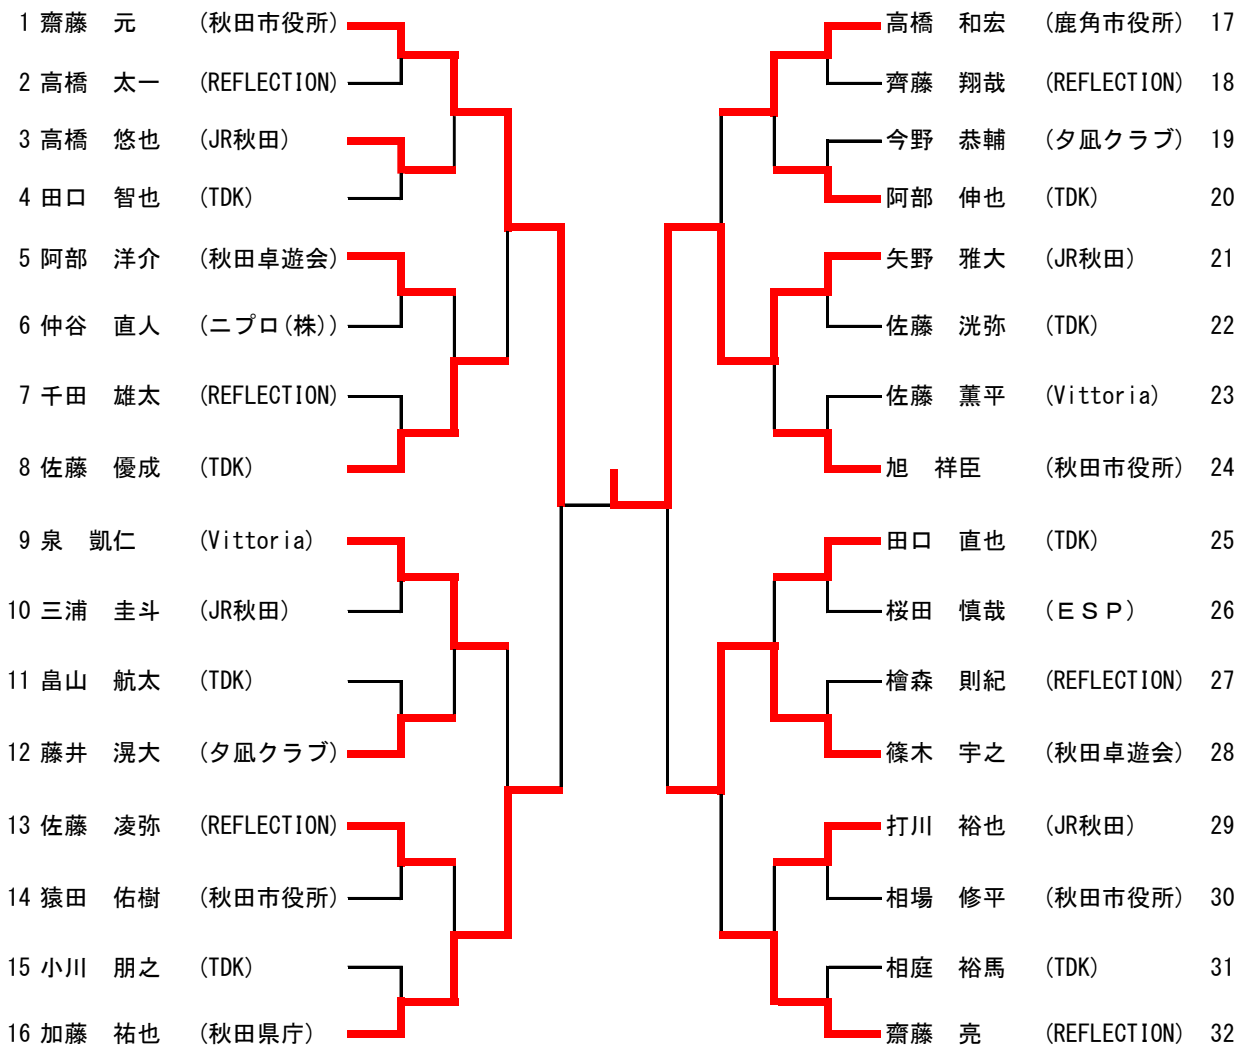 1 齋藤　元　(秋田市役所)
2 高橋　太一　(REFLECTION)
3 高橋　悠也　(JR秋田)
4 田口　智也　(TDK)
5 阿部　洋介　(秋田卓遊会)
6 仲谷　直人　(ニプロ(株))
7 千田　雄太　(REFLECTION)
8 佐藤　優成　(TDK)
9 泉　凱仁　(Vittoria)
10 三浦　圭斗　(JR秋田)
11 畠山　航太　(TDK)
12 藤井　滉大　(夕凪クラブ)
13 佐藤　凌弥　(REFLECTION)
14 猿田　佑樹　(秋田市役所)
15 小川　朋之　(TDK)
16 加藤　祐也　(秋田県庁)
高橋　和宏　(鹿角市役所) 17
齊藤　翔哉　(REFLECTION) 18
今野　恭輔　(夕凪クラブ) 19
阿部　伸也　(TDK) 20
矢野　雅大　(JR秋田) 21
佐藤　洸弥　(TDK) 22
佐藤　薫平　(Vittoria) 23
旭　祥臣　(秋田市役所) 24
田口　直也　(TDK) 25
桜田　慎哉　(ＥＳＰ) 26
檜森　則紀　(REFLECTION) 27
篠木　宇之　(秋田卓遊会) 28
打川　裕也　(JR秋田) 29
相場　修平　(秋田市役所) 30
相庭　裕馬　(TDK) 31
齋藤　亮　(REFLECTION) 32